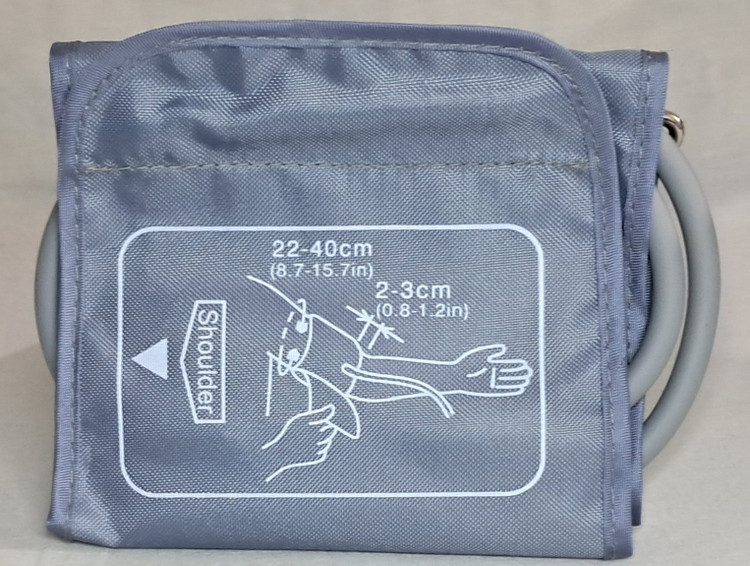 22-40cm
(8.7-15.7in)
2-3cm
(0.8-1.2in)
Shoulder